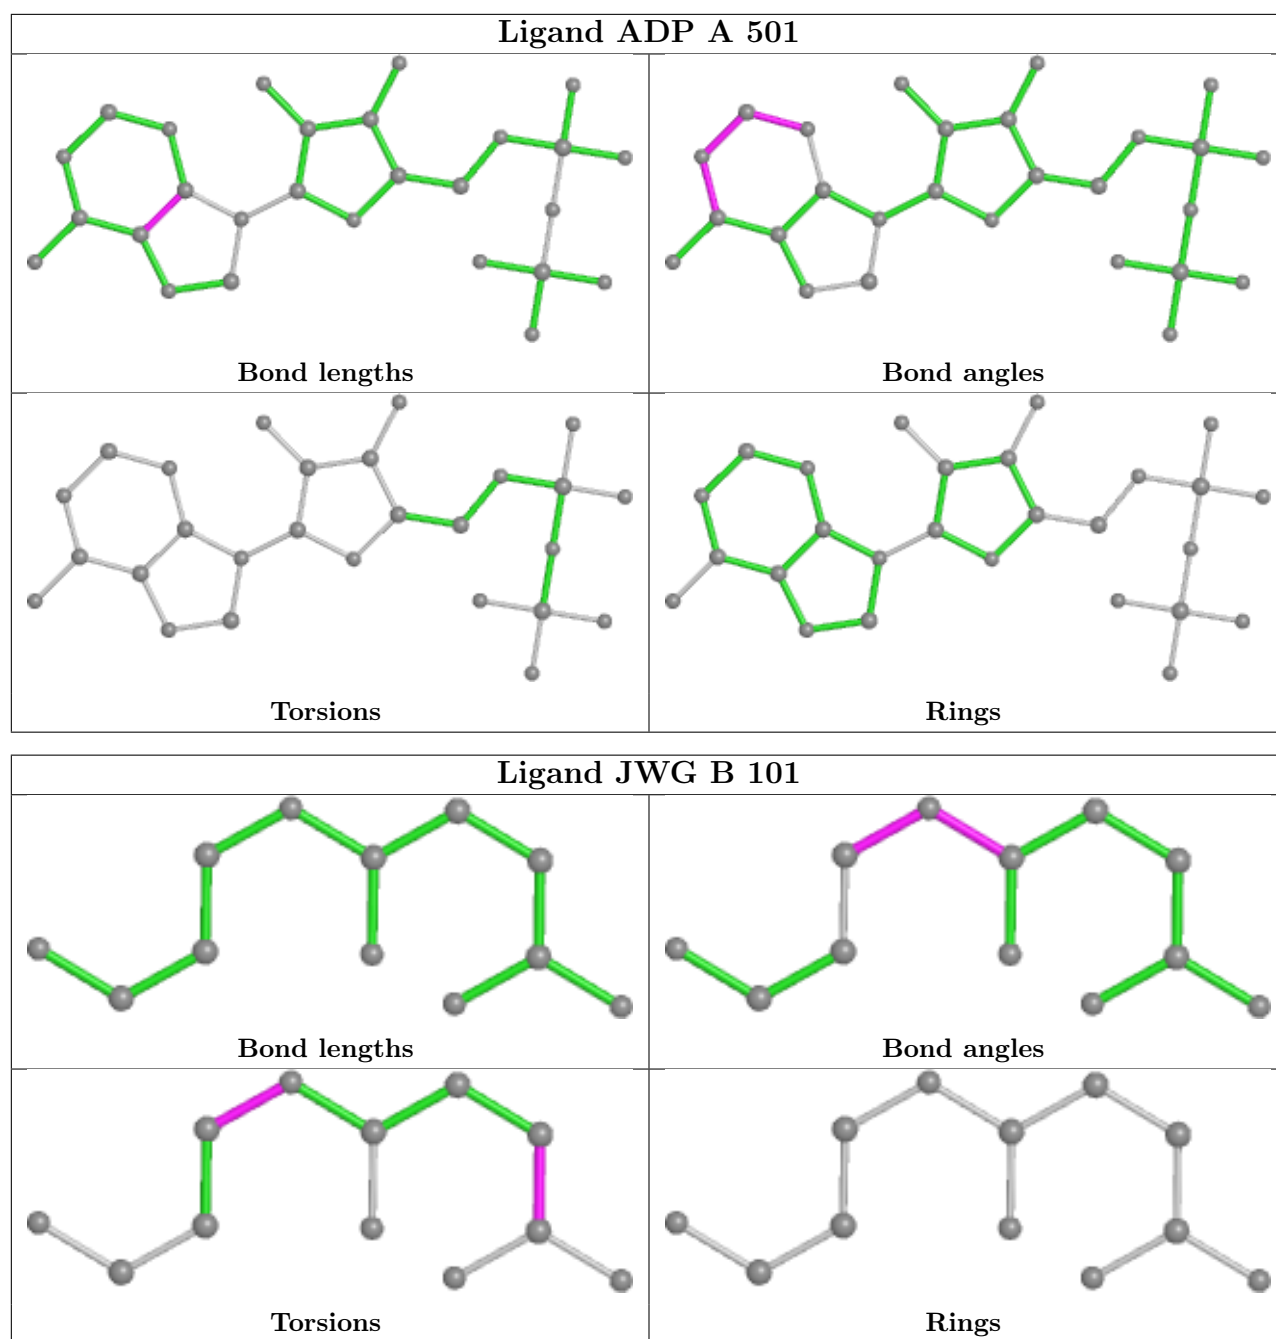 Ligand ADP A 501
Bond lengths
Bond angles
Torsions
Rings
Ligand JWG B 101
Bond lengths
Bond angles
Torsions
Rings